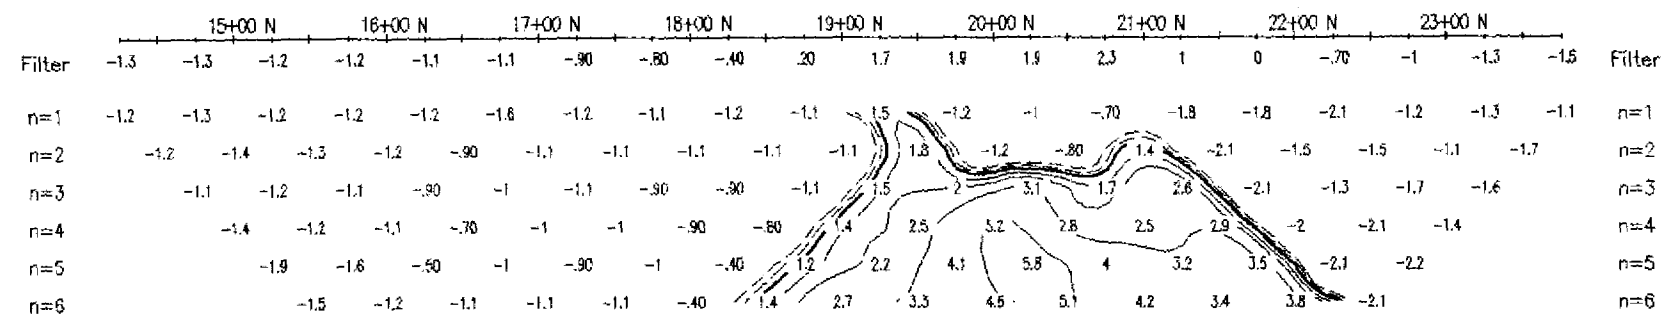 15+00 N 16+00 N 17+00 N 18+00 N 19+00 N 20+00 N 21+00 N 22+00 N 23+00 N
Filter -1.3 -1.3 -1.2 -1.2 -1.1 -1.1 -.90 -.80 -.40 .20 1.7 1.9 1.9 2.3 1 0 -.70 -1 -1.3 -1.5 Filter
n=1 -1.2 -1.3 -1.2 -1.2 -1.2 -1.6 -1.2 -1.1 -1.2 -1.1 1.5 -1.2 -1 -.70 -1.8 -1.8 -2.1 -1.2 -1.3 -1.1 n=1
n=2 -1.2 -1.4 -1.3 -1.2 -.90 -1.1 -1.1 -1.1 -1.1 -1.1 1.8 -1.2 -.80 1.4 -2.1 -1.5 -1.5 -1.1 -1.7 n=2
n=3 -1.1 -1.2 -1.1 -.90 -1 -1.1 -.90 -.90 -1.1 1.5 2 3.1 1.7 2.6 -2.1 -1.3 -1.7 -1.6 n=3
n=4 -1.4 -1.2 -1.1 -.70 -1 -1 -.90 -.80 1.4 2.5 5.2 2.8 2.5 2.9 -2 -2.1 -1.4 n=4
n=5 -1.9 -1.6 -.50 -1 -.90 -1 -.40 1.2 2.2 4.1 5.8 4 3.2 3.5 -2.1 -2.2 n=5
n=6 -1.5 -1.2 -1.1 -1.1 -1.1 -.40 1.4 2.7 3.3 4.5 5.1 4.2 3.4 3.8 -2.1 n=6